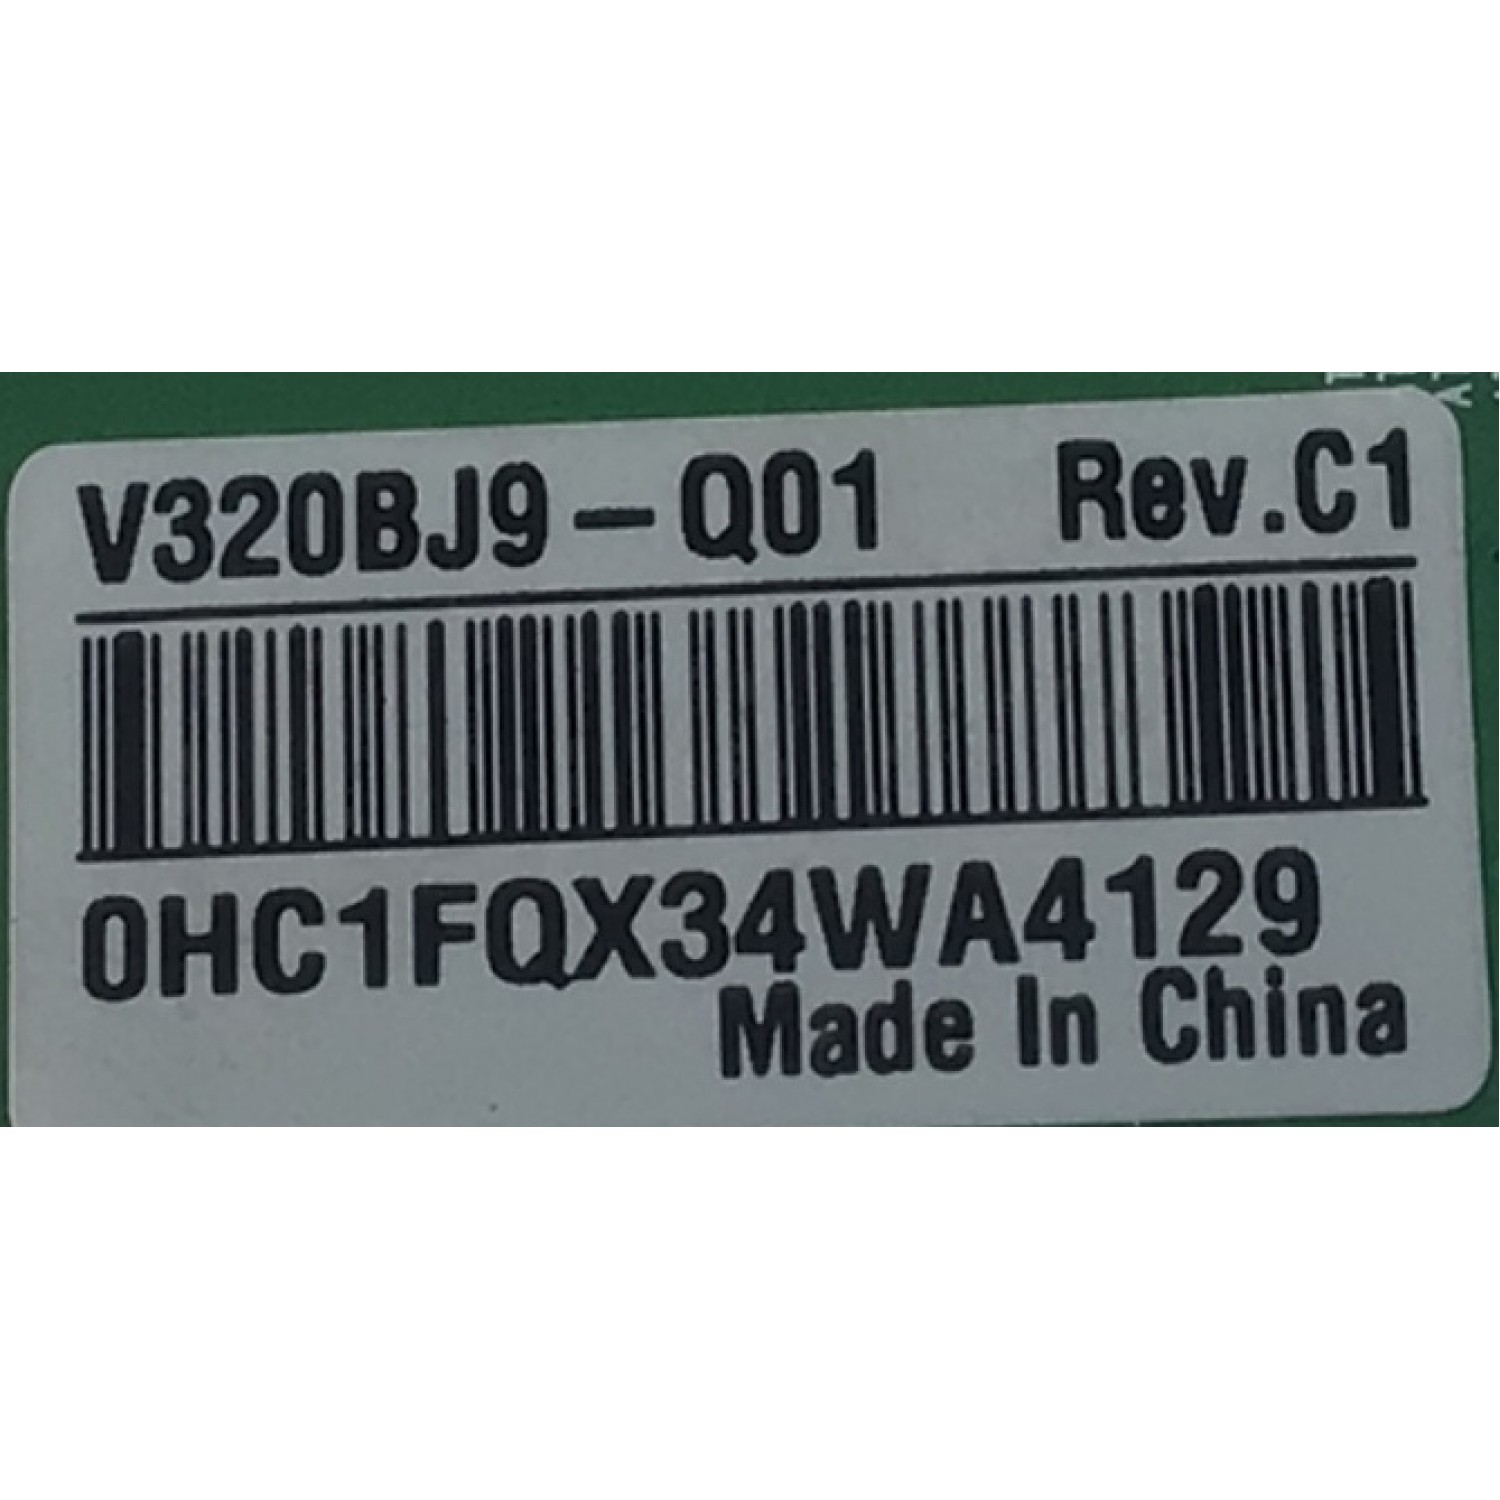 V320BJ9-Q01 Rev.C1
0HC1FQX34WA4129
Made In China